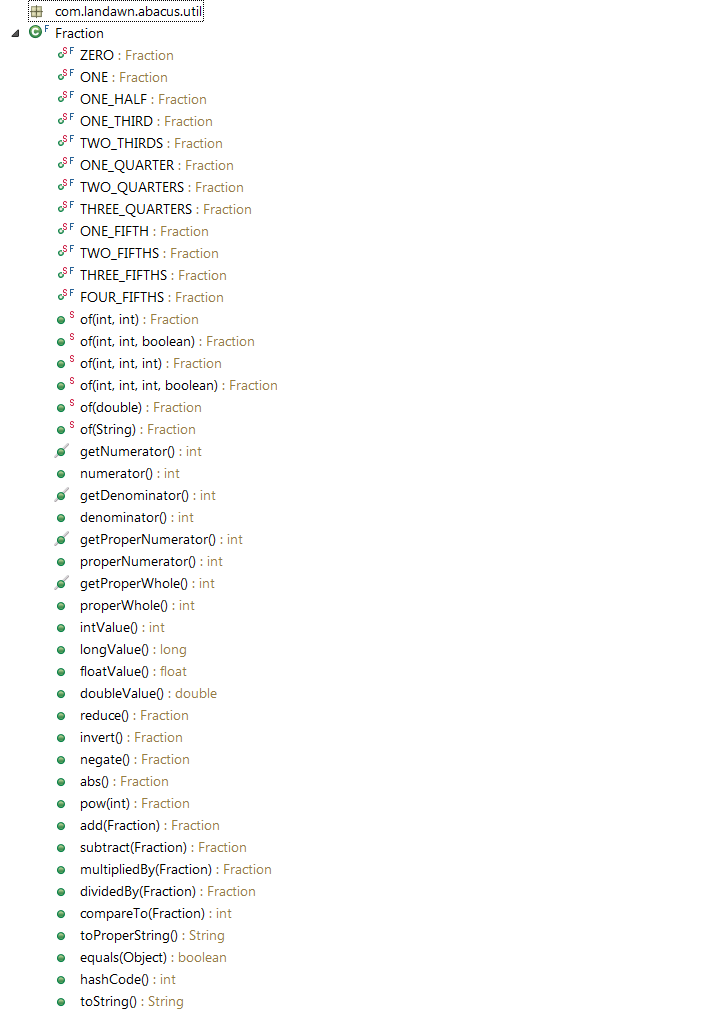 com.landawn.abacus.util
Fraction
ZERO : Fraction
ONE : Fraction
ONE_HALF : Fraction
ONE_THIRD : Fraction
TWO_THIRDS : Fraction
ONE_QUARTER : Fraction
TWO_QUARTERS : Fraction
THREE_QUARTERS : Fraction
ONE_FIFTH : Fraction
TWO_FIFTHS : Fraction
THREE_FIFTHS : Fraction
FOUR_FIFTHS : Fraction
of(int, int) : Fraction
of(int, int, boolean) : Fraction
of(int, int, int) : Fraction
of(int, int, int, boolean) : Fraction
of(double) : Fraction
of(String) : Fraction
getNumerator() : int
numerator() : int
getDenominator() : int
denominator() : int
getProperNumerator() : int
properNumerator() : int
getProperWhole() : int
properWhole() : int
intValue() : int
longValue() : long
floatValue() : float
doubleValue() : double
reduce() : Fraction
invert() : Fraction
negate() : Fraction
abs() : Fraction
pow(int) : Fraction
add(Fraction) : Fraction
subtract(Fraction) : Fraction
multipliedBy(Fraction) : Fraction
dividedBy(Fraction) : Fraction
compareTo(Fraction) : int
toProperString() : String
equals(Object) : boolean
hashCode() : int
toString() : String